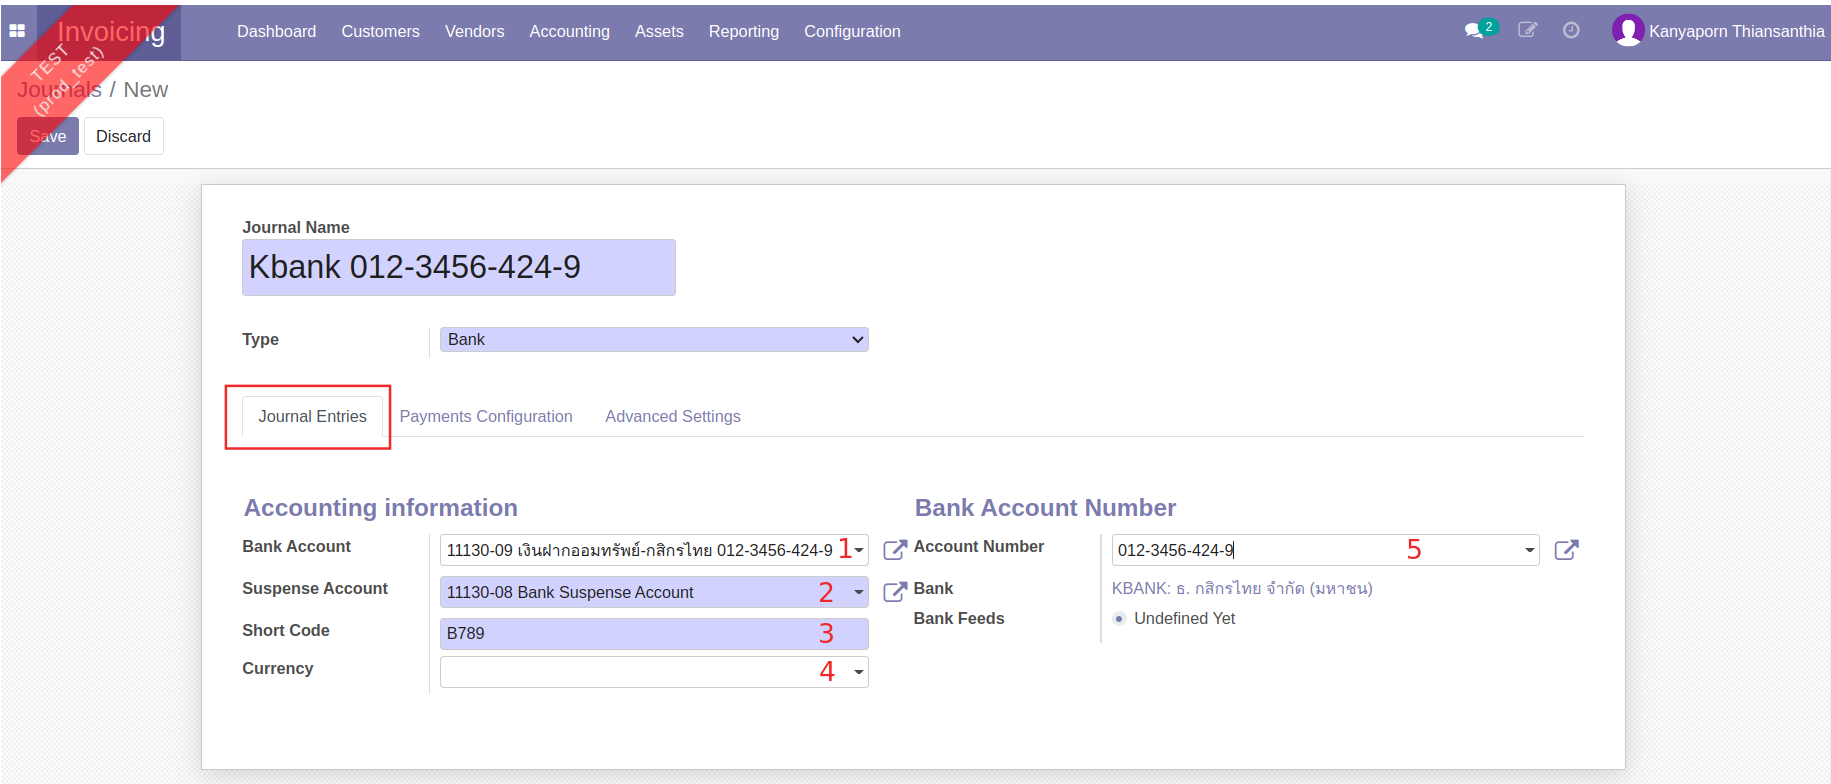 Invoicing Dashboard Customers Vendors Accounting Assets Reporting Configuration 2 Kanyaporn Thiansanthia
TEST
(prod_test)
Journals / New
Save Discard
Journal Name
Kbank 012-3456-424-9
Type Bank
Journal Entries Payments Configuration Advanced Settings
Accounting information Bank Account Number
Bank Account 11130-09 เงินฝากออมทรัพย์-กสิกรไทย 012-3456-424-9 1 Account Number 012-3456-424-9 5
Suspense Account 11130-08 Bank Suspense Account 2 Bank KBANK: ธ. กสิกรไทย จำกัด (มหาชน)
Bank Feeds Undefined Yet
Short Code B789 3
Currency 4